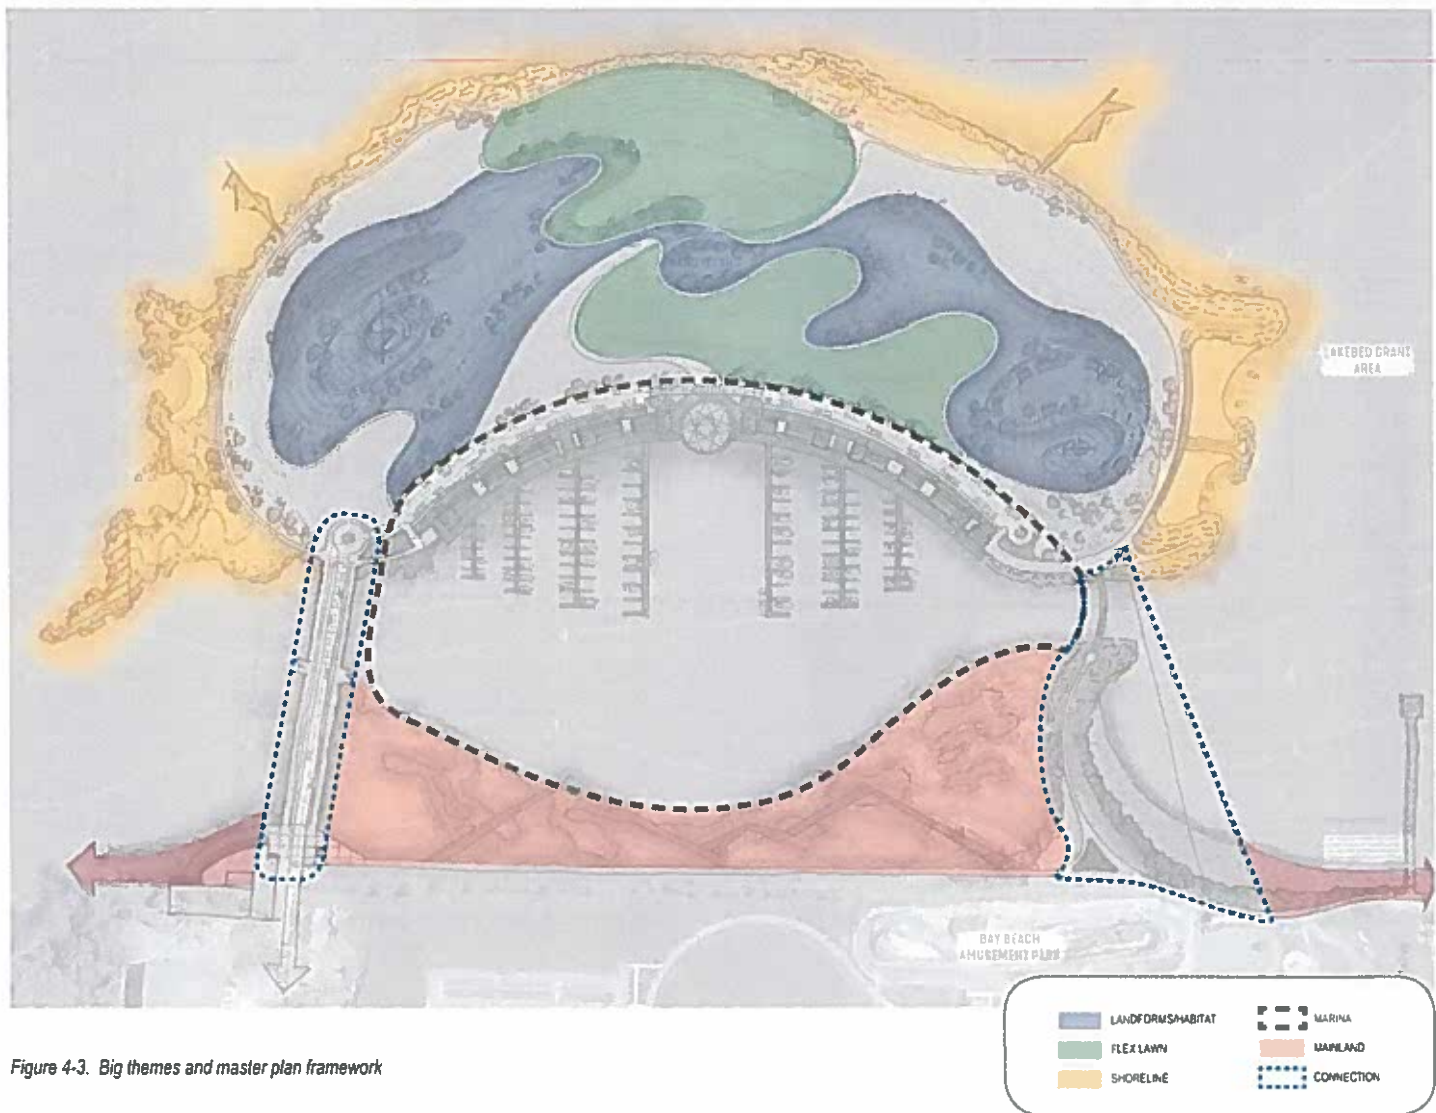 LAKEBED GRANT
AREA
BAY BEACH
AMUSEMENT PARK
LANDFORMS/HABITAT
FLEX LAWN
SHORELINE
MARINA
MAINLAND
CONNECTION
Figure 4-3. Big themes and master plan framework